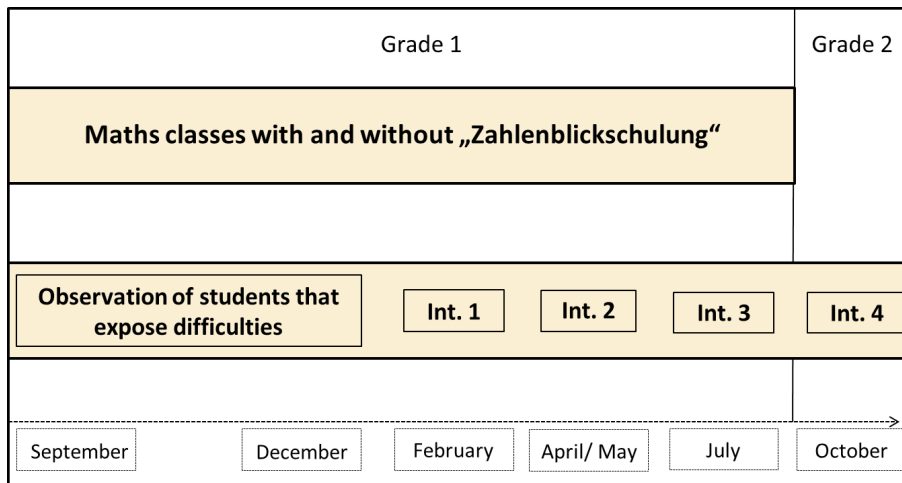 Grade 1
Grade 2
Maths classes with and without „Zahlenblickschulung“
Observation of students that
expose difficulties
Int. 1
Int. 2
Int. 3
Int. 4
September
December
February
April/ May
July
October